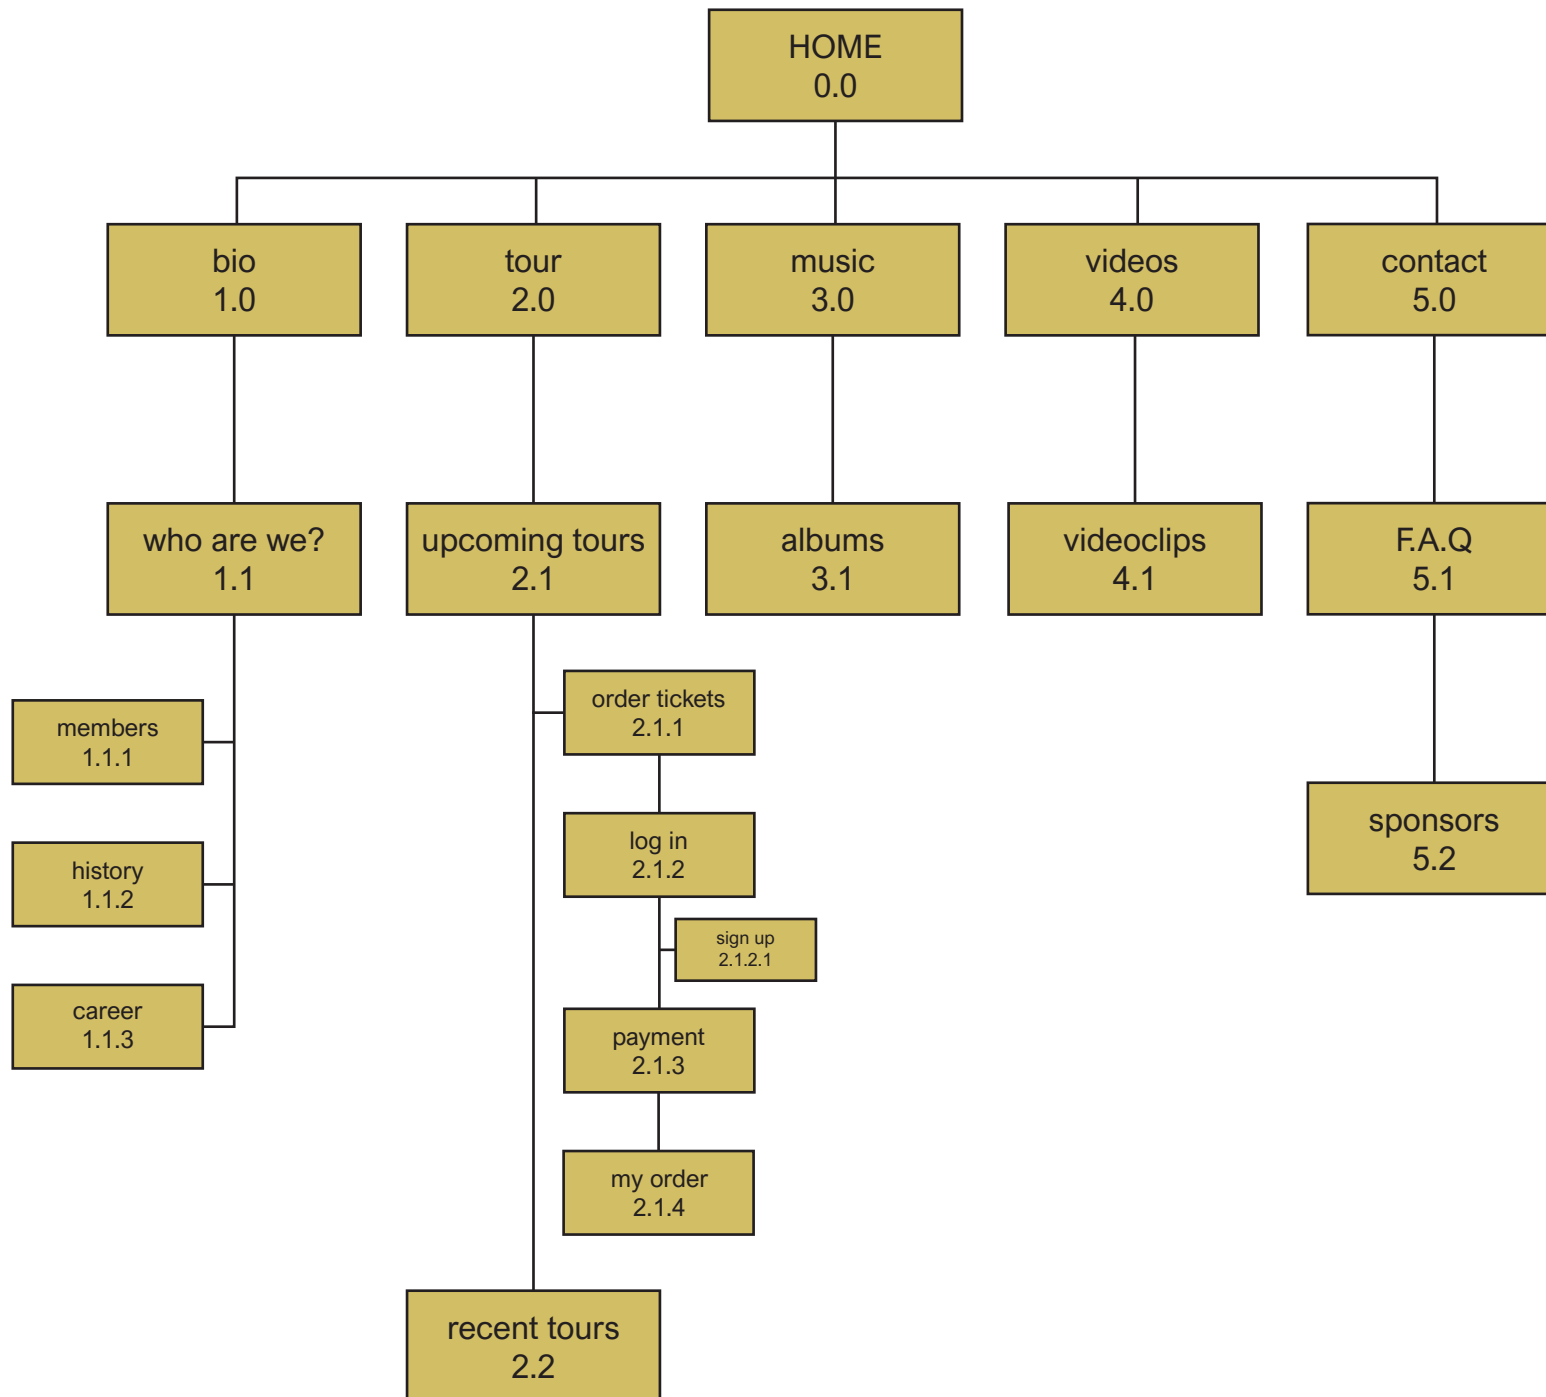 HOME
0.0
bio
1.0
tour
2.0
music
3.0
videos
4.0
contact
5.0
who are we?
1.1
upcoming tours
2.1
albums
3.1
videoclips
4.1
F.A.Q
5.1
members
1.1.1
history
1.1.2
career
1.1.3
order tickets
2.1.1
log in
2.1.2
sign up
2.1.2.1
payment
2.1.3
my order
2.1.4
recent tours
2.2
sponsors
5.2